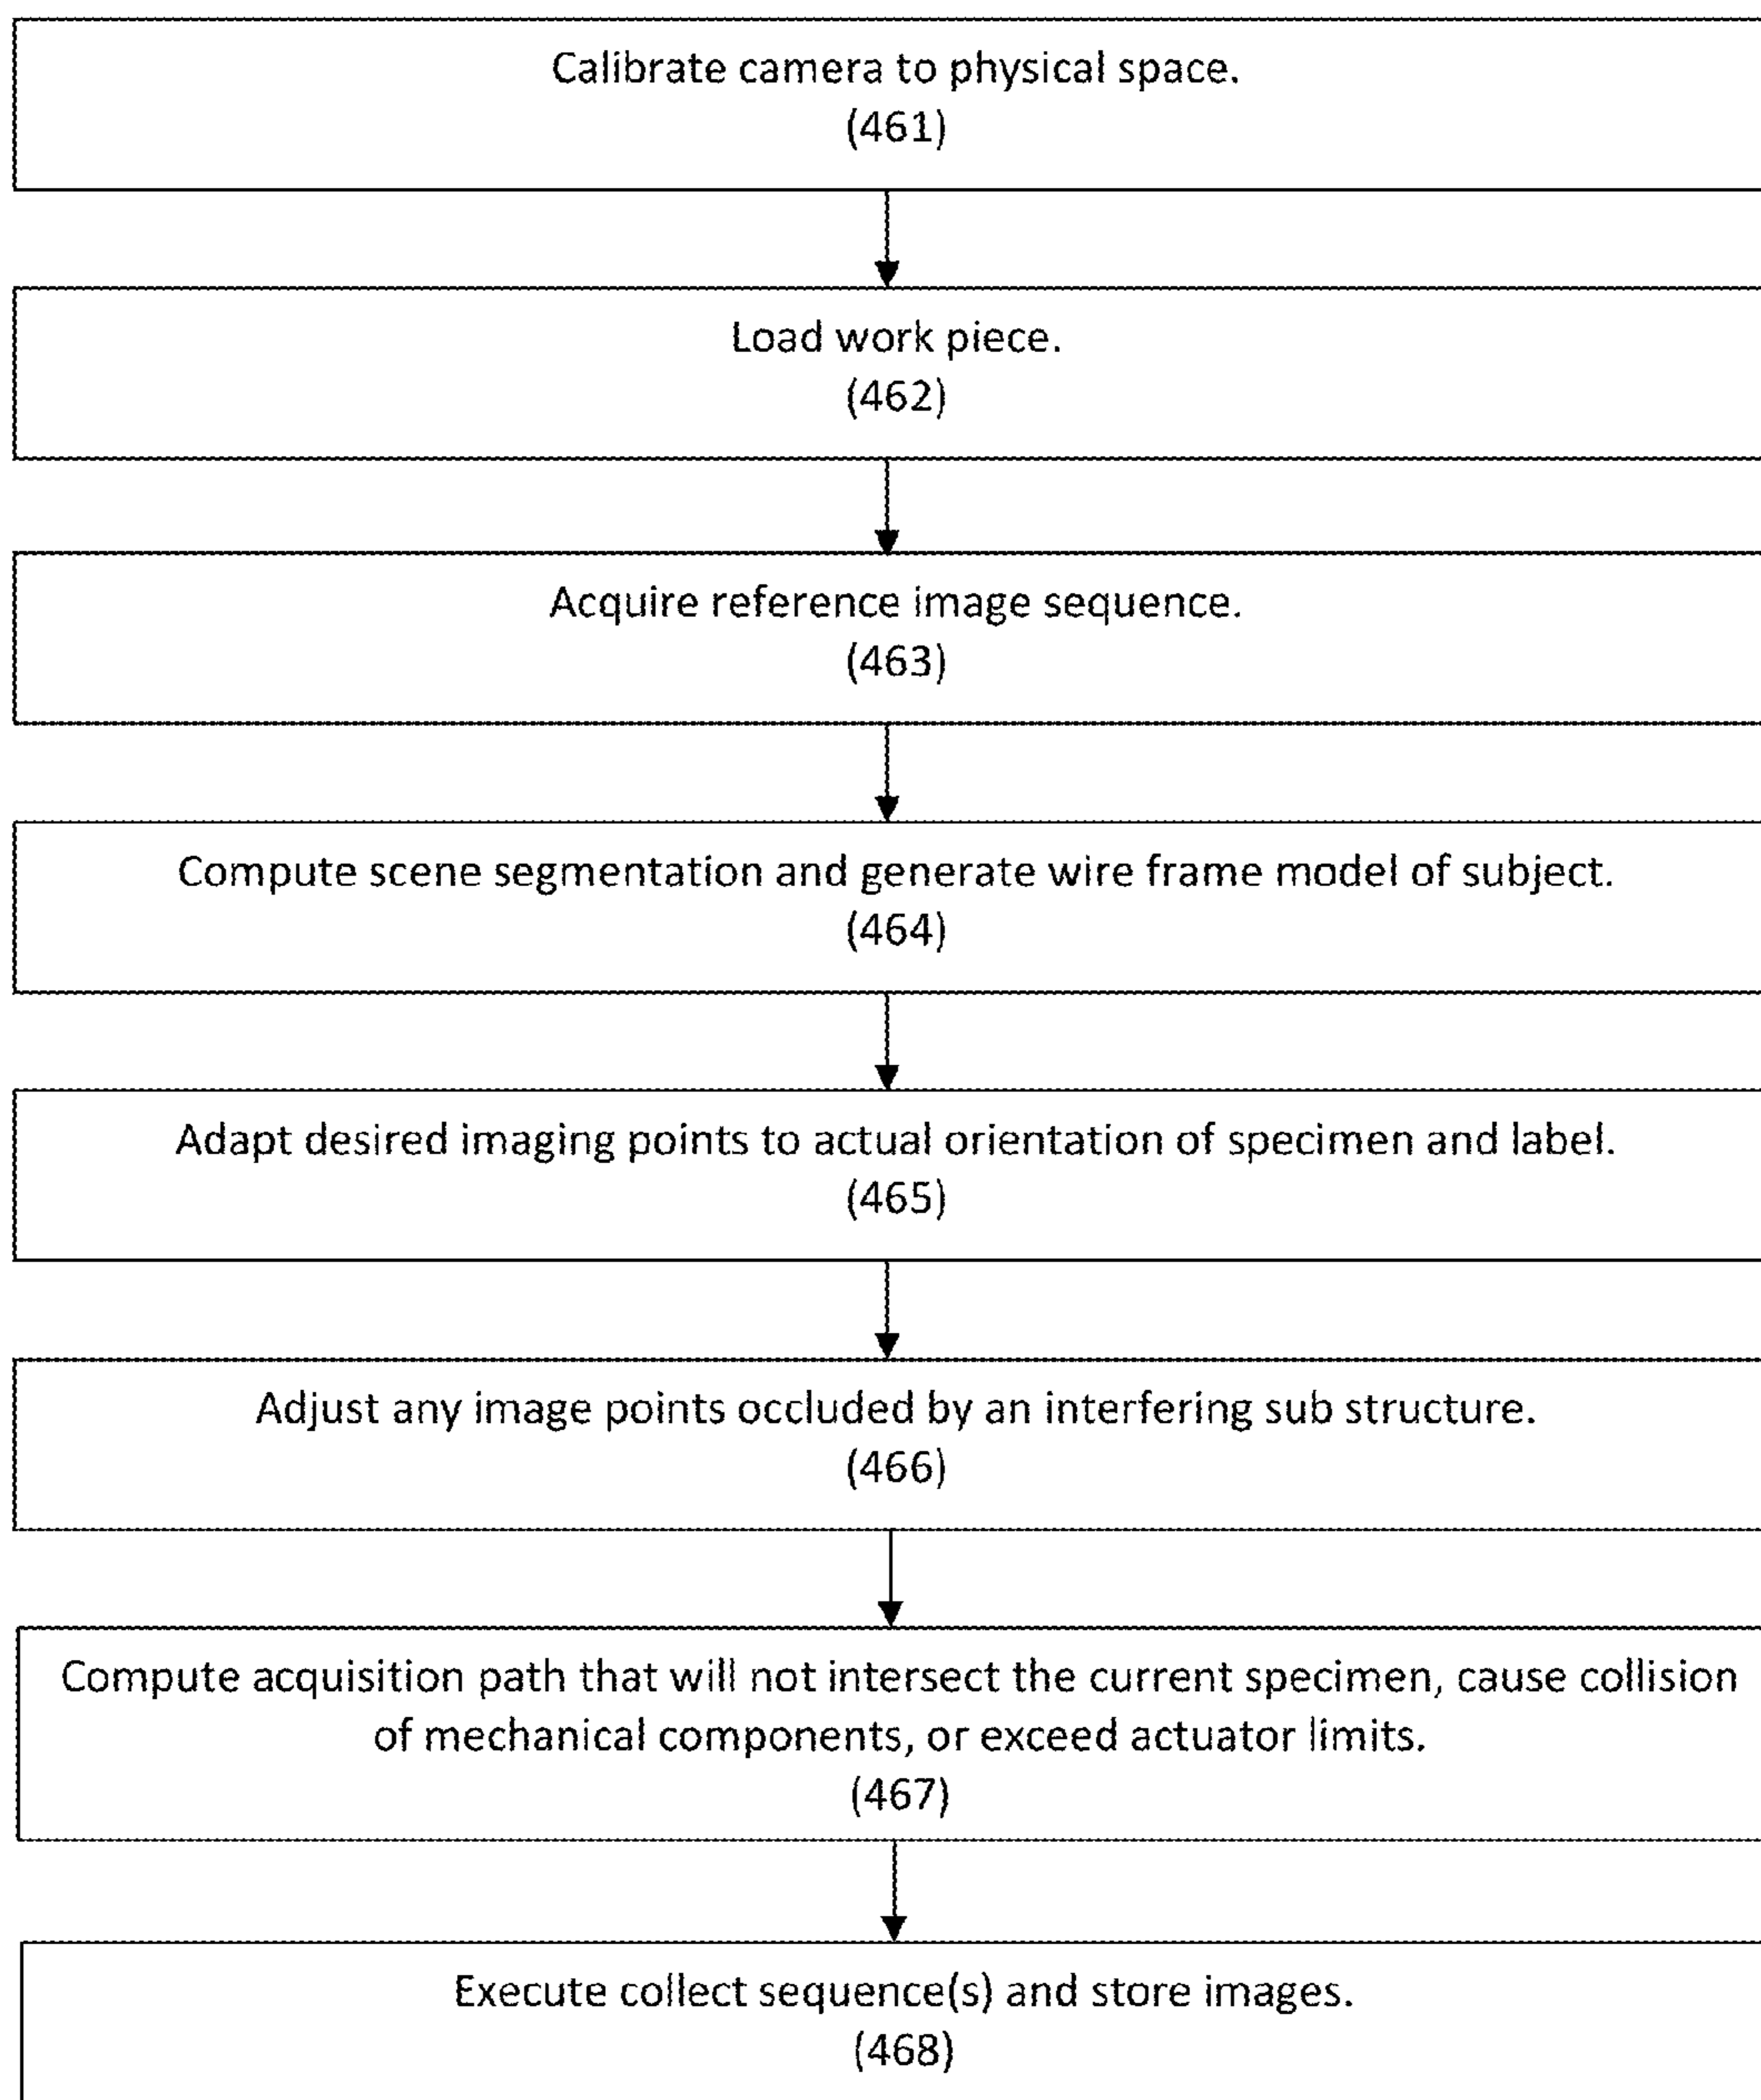 Calibrate camera to physical space.
(461)
Load work piece.
(462)
Acquire reference image sequence.
(463)
Compute scene segmentation and generate wire frame model of subject.
(464)
Adapt desired imaging points to actual orientation of specimen and label.
(465)
Adjust any image points occluded by an interfering sub structure.
(466)
Compute acquisition path that will not intersect the current specimen, cause collision
of mechanical components, or exceed actuator limits.
(467)
Execute collect sequence(s) and store images.
(468)